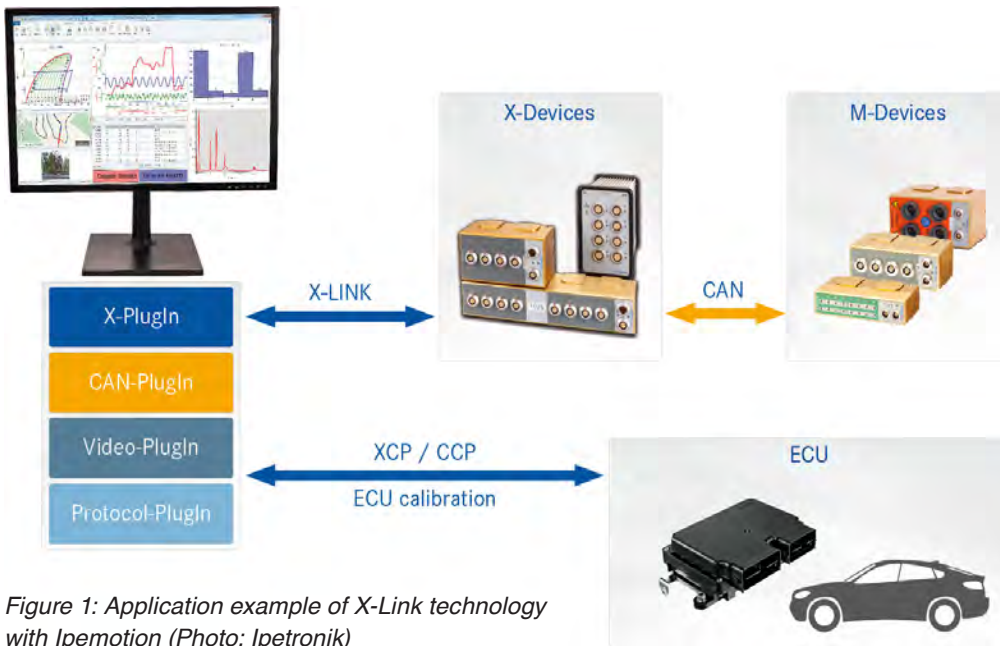 X-Devices
M-Devices
X-LINK
CAN
X-PlugIn
CAN-PlugIn
Video-PlugIn
Protocol-PlugIn
XCP / CCP
ECU calibration
ECU
Figure 1: Application example of X-Link technology
with Ipemotion (Photo: Ipetronik)